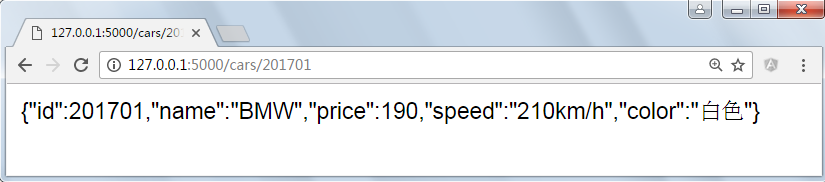 127.0.0.1:5000/cars/20
127.0.0.1:5000/cars/201701
{"id":201701,"name":"BMW","price":190,"speed":"210km/h","color":"白色"}